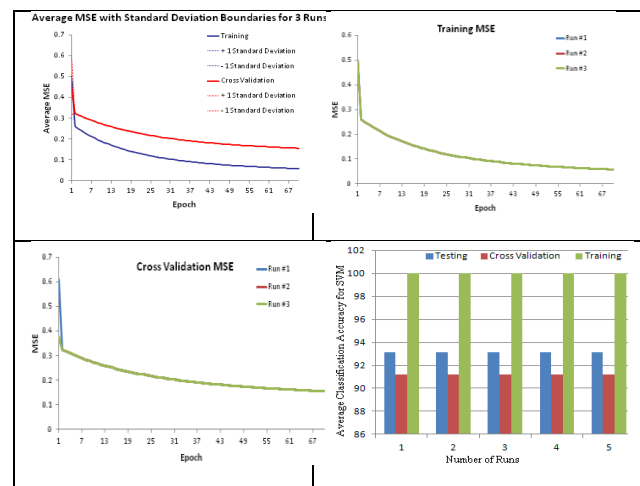 Average MSE with Standard Deviation Boundaries for 3 Runs
0.7
0.6
0.5
0.4
0.3
0.2
0.1
0
Average MSE
Training
+ 1 Standard Deviation
- 1 Standard Deviation
Cross Validation
+ 1 Standard Deviation
- 1 Standard Deviation
1 7 13 19 25 31 37 43 49 55 61 67
Epoch
Training MSE
0.6
0.5
0.4
0.3
0.2
0.1
0
MSE
Run #1
Run #2
Run #3
1 7 13 19 25 31 37 43 49 55 61 67
Epoch
Cross Validation MSE
0.7
0.6
0.5
0.4
0.3
0.2
0.1
0
MSE
Run #1
Run #2
Run #3
1 7 13 19 25 31 37 43 49 55 61 67
Epoch
Testing Cross Validation Training
102
100
98
96
94
92
90
88
86
Average Classification Accuracy for SVM
1 2 3 4 5
Number of Runs